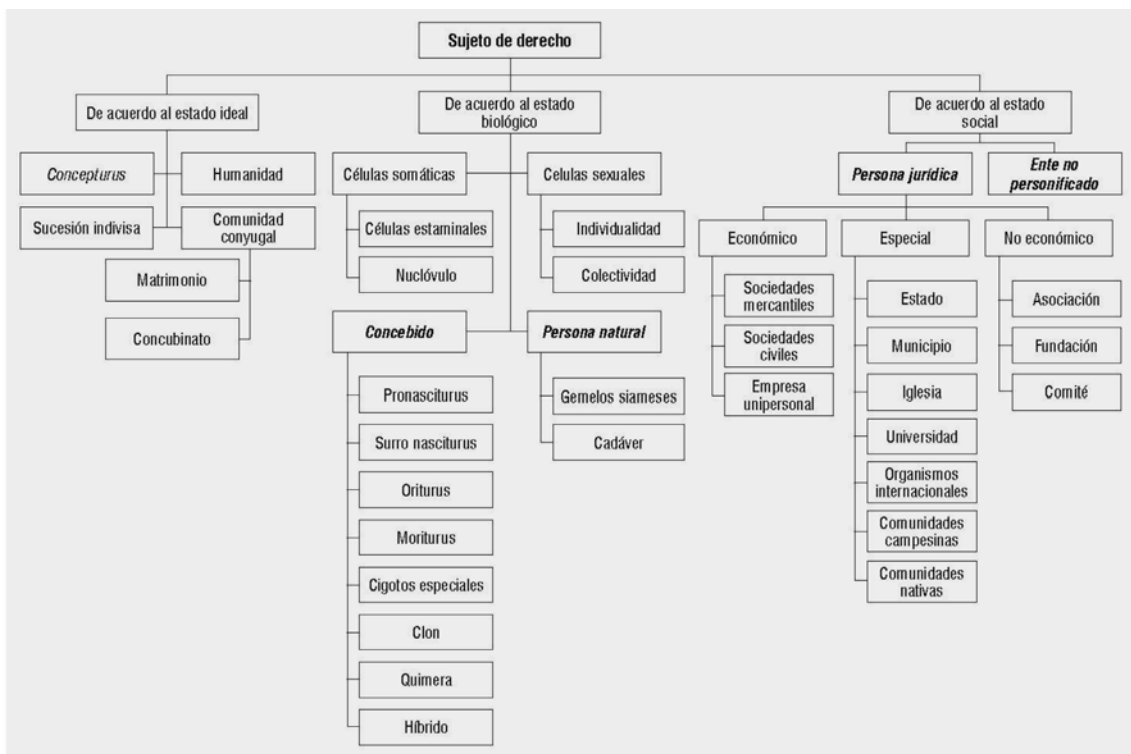 Sujeto de derecho
De acuerdo al estado ideal
De acuerdo al estado
biológico
De acuerdo al estado
social
Concepturus
Humanidad
Sucesión indivisa
Comunidad
conyugal
Matrimonio
Concubinato
Células somáticas
Celulas sexuales
Células estaminales
Nuclóvulo
Individualidad
Colectividad
Concebido
Persona natural
Pronasciturus
Surro nasciturus
Oriturus
Moriturus
Cigotos especiales
Clon
Quimera
Híbrido
Gemelos siameses
Cadáver
Persona jurídica
Ente no
personificado
Económico
Especial
No económico
Sociedades
mercantiles
Sociedades
civiles
Empresa
unipersonal
Estado
Municipio
Iglesia
Universidad
Organismos
internacionales
Comunidades
campesinas
Comunidades
nativas
Asociación
Fundación
Comité